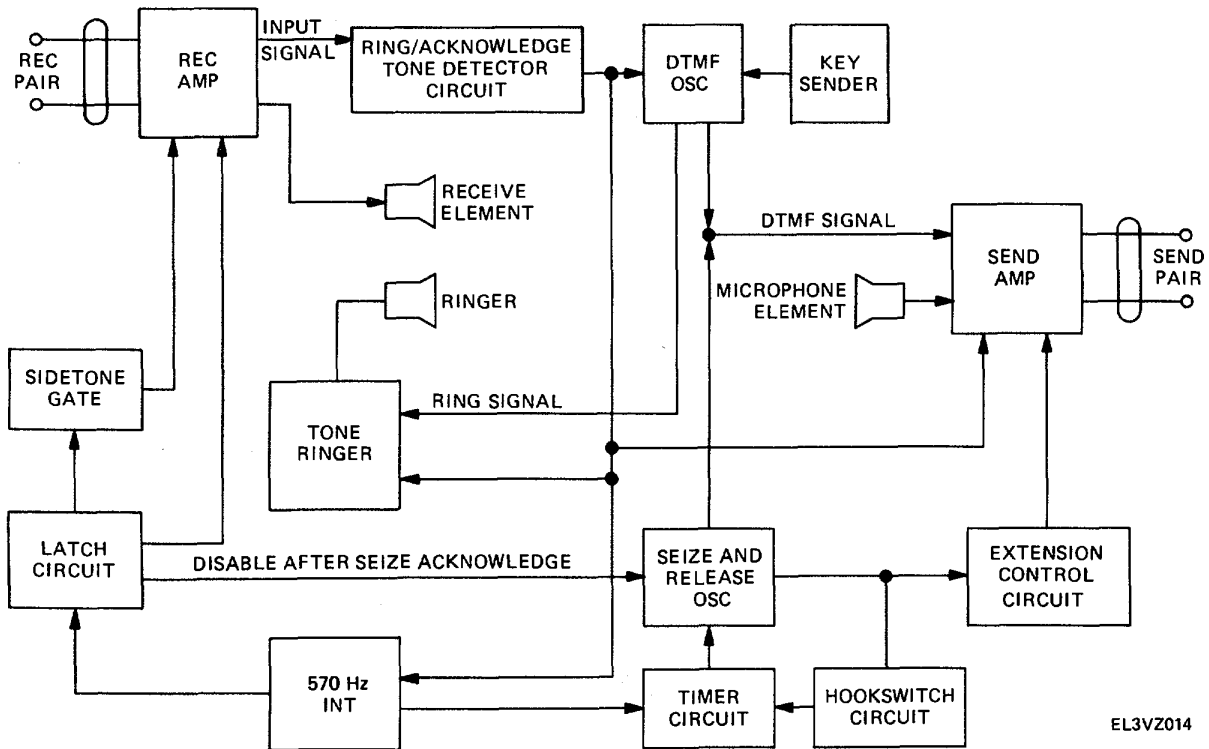 REC
PAIR
REC
AMP
INPUT
SIGNAL
RING/ACKNOWLEDGE
TONE DETECTOR
CIRCUIT
DTMF
OSC
KEY
SENDER
RECEIVE
ELEMENT
DTMF SIGNAL
SEND
AMP
SEND
PAIR
MICROPHONE
ELEMENT
RINGER
SIDETONE
GATE
RING SIGNAL
TONE
RINGER
LATCH
CIRCUIT
DISABLE AFTER SEIZE ACKNOWLEDGE
SEIZE AND
RELEASE
OSC
EXTENSION
CONTROL
CIRCUIT
570 Hz
INT
TIMER
CIRCUIT
HOOKSWITCH
CIRCUIT
EL3VZ014